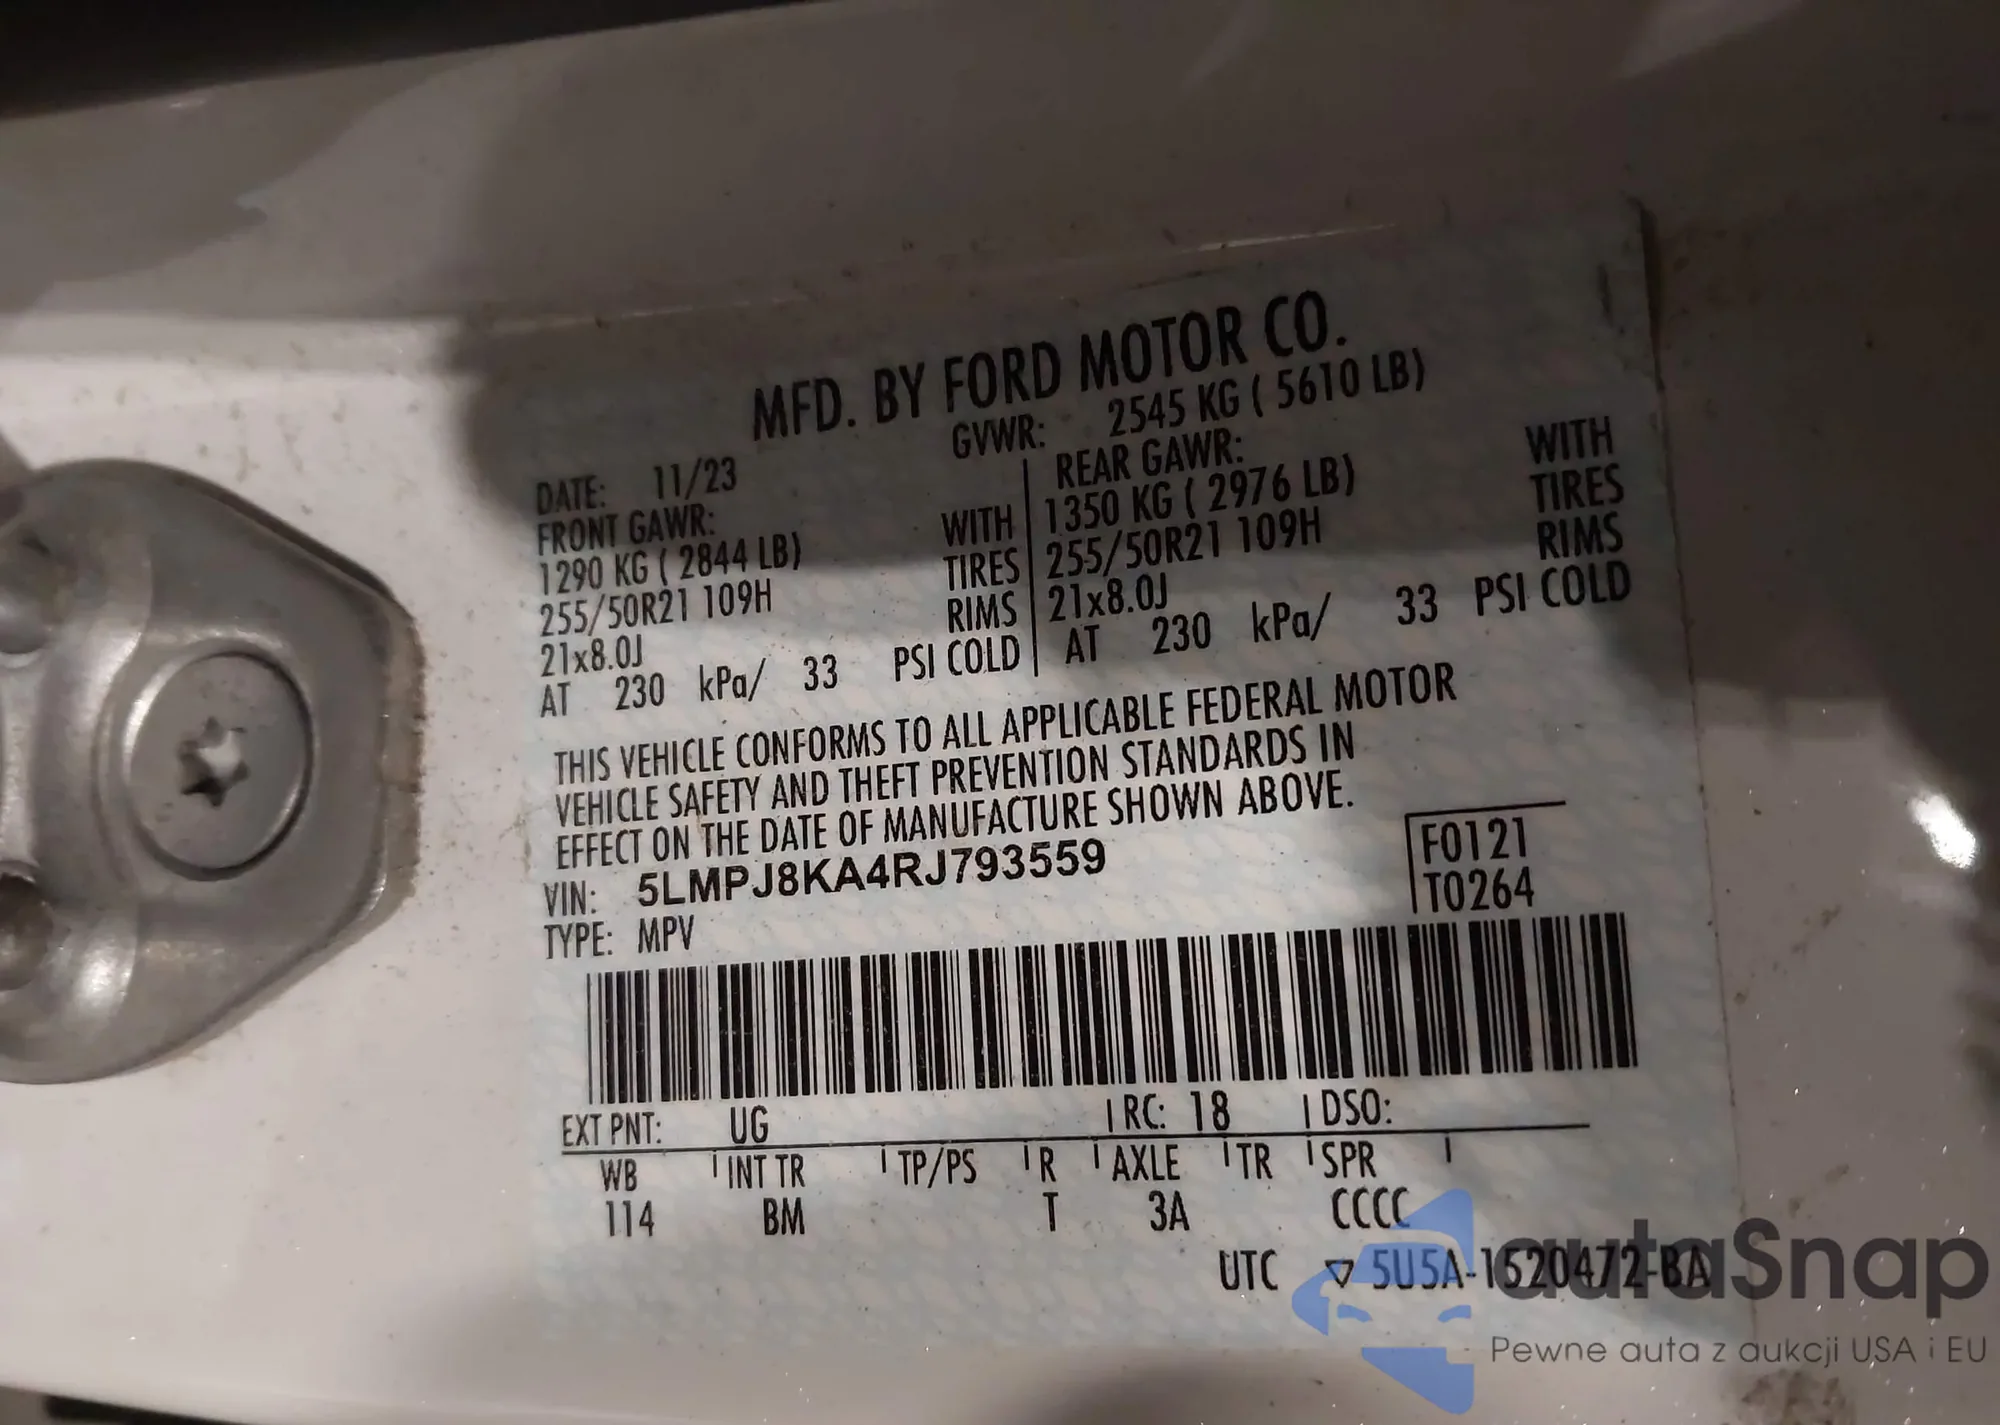 MFD. BY FORD MOTOR CO.
DATE: 11/23 GVWR: 2545 KG ( 5610 LB)
FRONT GAWR: REAR GAWR:
1290 KG ( 2844 LB) WITH 1350 KG ( 2976 LB) WITH
255/50R21 109H TIRES 255/50R21 109H TIRES
21x8.0J RIMS 21x8.0J RIMS
AT 230 kPa/ 33 PSI COLD AT 230 kPa/ 33 PSI COLD
THIS VEHICLE CONFORMS TO ALL APPLICABLE FEDERAL MOTOR
VEHICLE SAFETY AND THEFT PREVENTION STANDARDS IN
EFFECT ON THE DATE OF MANUFACTURE SHOWN ABOVE.
VIN: 5LMPJ8KA4RJ793559
TYPE: MPV
F0121
T0264
EXT PNT: UG RC: 18 DSO:
WB INT TR TP/PS R AXLE TR SPR
114 BM T 3A CCCC
UTC ▽ 5U5A-1520472-BA
autaSnap
Pewne auta z aukcji USA i EU